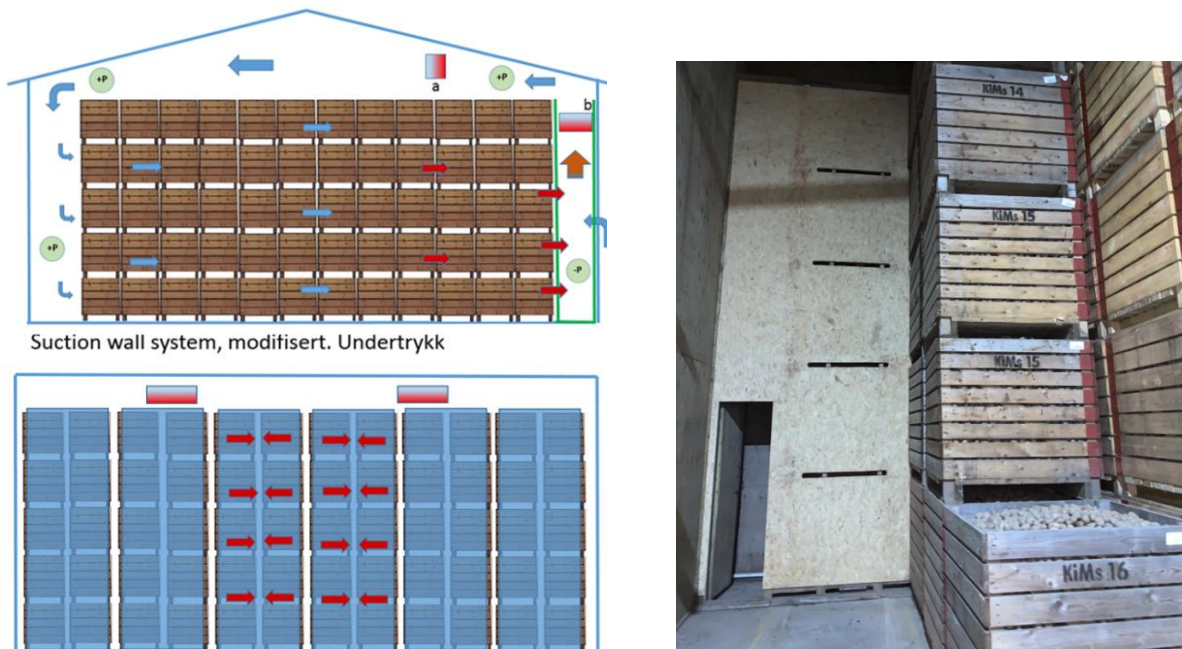 +P
+P
a
b
+P
-P
Suction wall system, modifisert. Undertrykk
KiMs 14
KiMs 15
KiMs 15
KiMs 16